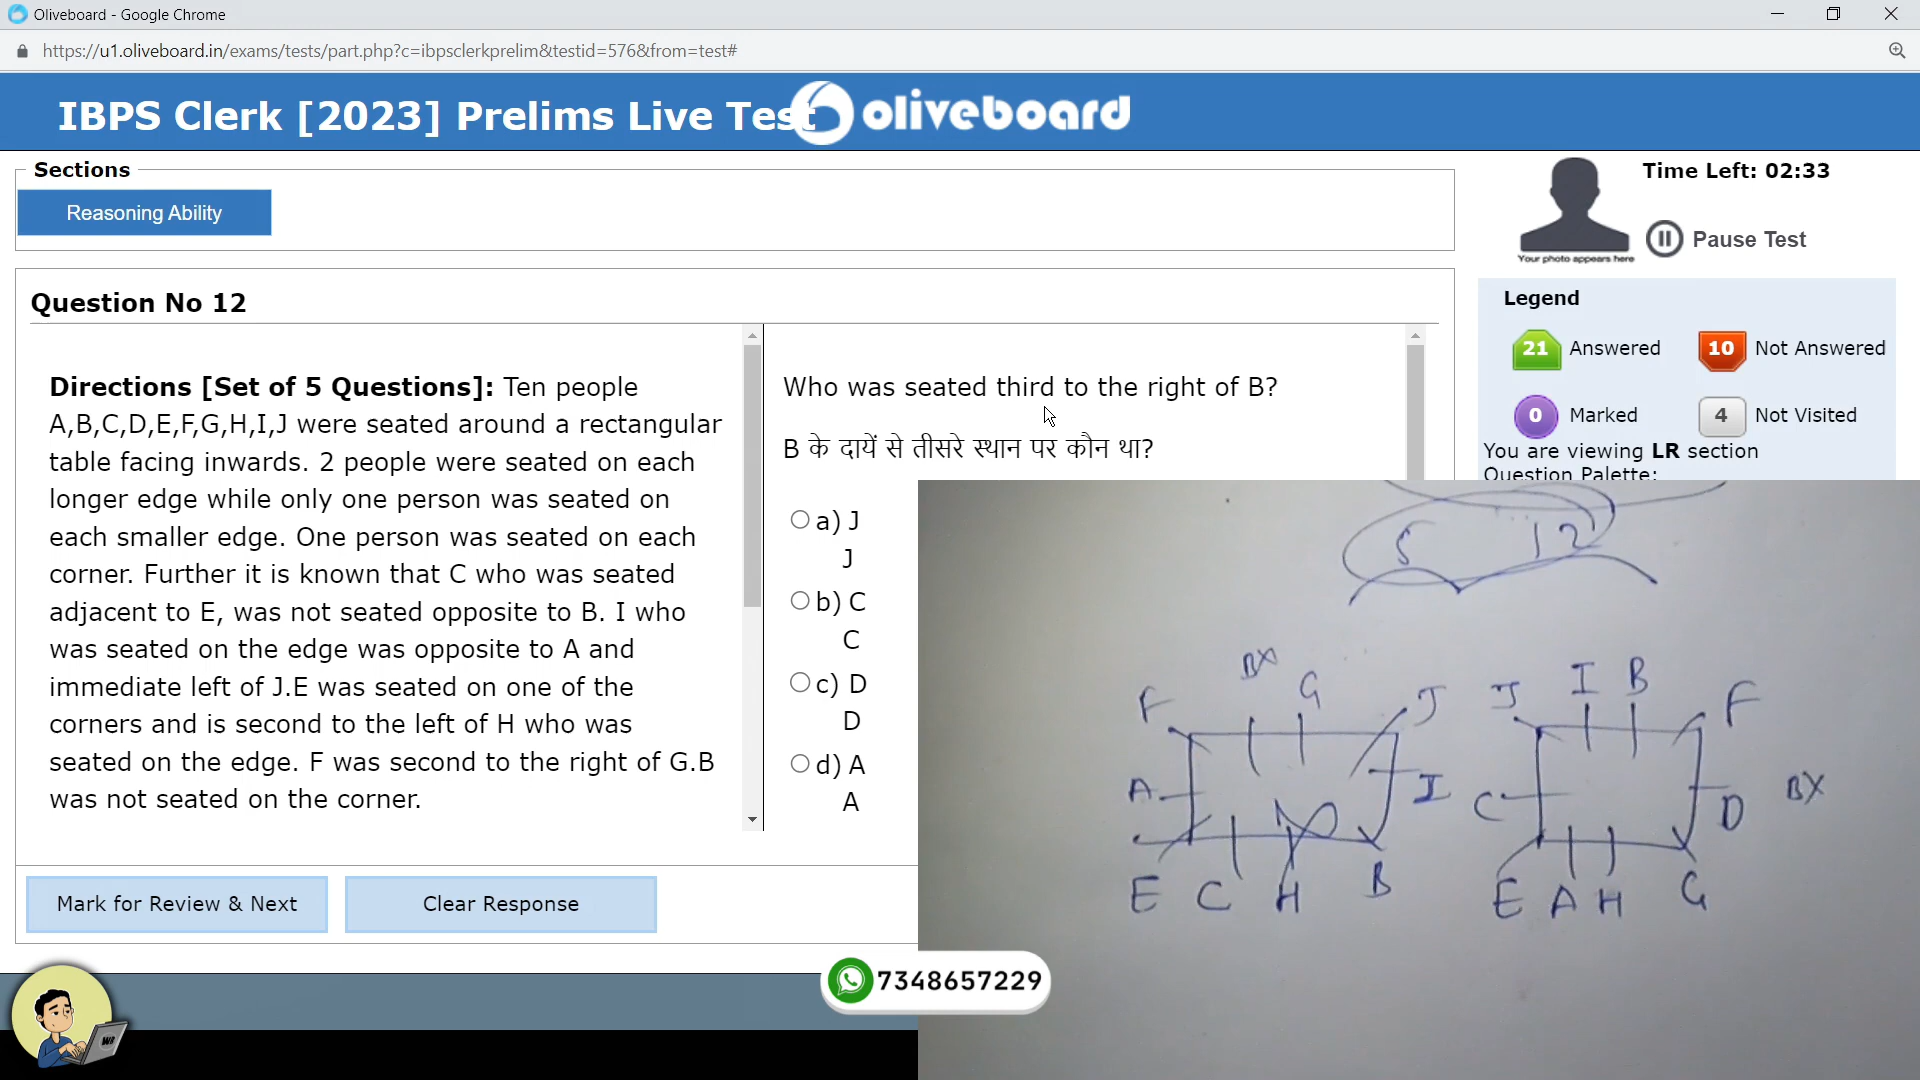 Oliveboard - Google Chrome
https://u1.oliveboard.in/exams/tests/part.php?c=ibpsclerkprelim&testid=576&from=test#
IBPS Clerk [2023] Prelims Live Test
oliveboard
Sections
Reasoning Ability
Time Left: 02:33
Your photo appears here
Pause Test
Question No 12
Directions [Set of 5 Questions]: Ten people
A,B,C,D,E,F,G,H,I,J were seated around a rectangular
table facing inwards. 2 people were seated on each
longer edge while only one person was seated on
each smaller edge. One person was seated on each
corner. Further it is known that C who was seated
adjacent to E, was not seated opposite to B. I who
was seated on the edge was opposite to A and
immediate left of J.E was seated on one of the
corners and is second to the left of H who was
seated on the edge. F was second to the right of G.B
was not seated on the corner.
Who was seated third to the right of B?
B के दायें से तीसरे स्थान पर कौन था?
a) J
J
b) C
C
c) D
D
d) A
A
Legend
21 Answered
10 Not Answered
0 Marked
4 Not Visited
You are viewing LR section
Question Palette:
Mark for Review & Next
Clear Response
7348657229
5 12
F BX G J
A I
E C H B
J I B F
C D BX
E A H G